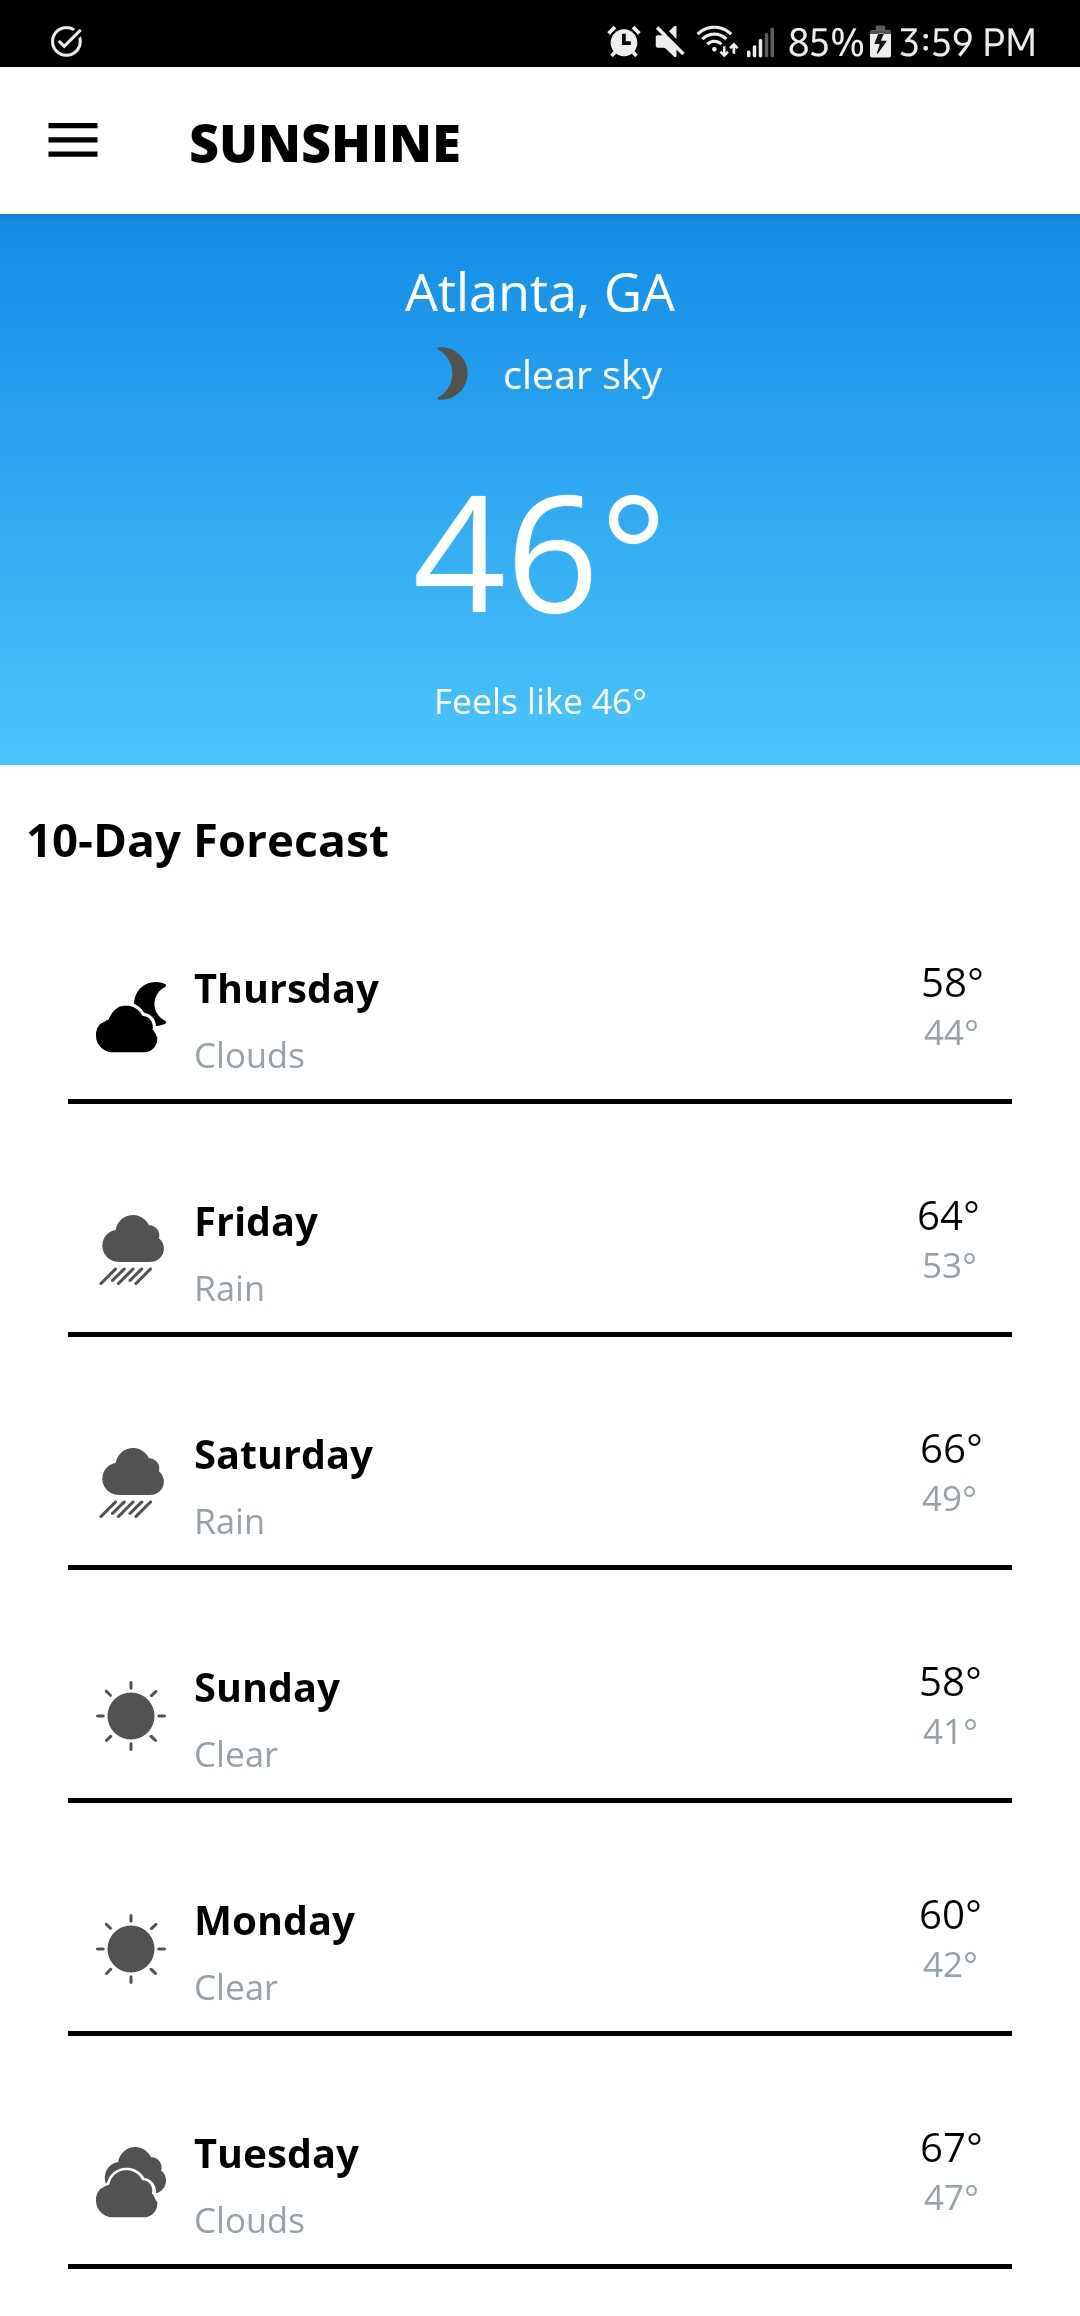 85% 3:59 PM
SUNSHINE
Atlanta, GA
clear sky
46°
Feels like 46°
10-Day Forecast
Thursday
58°
44°
Clouds
Friday
64°
53°
Rain
Saturday
66°
49°
Rain
Sunday
58°
41°
Clear
Monday
60°
42°
Clear
Tuesday
67°
47°
Clouds